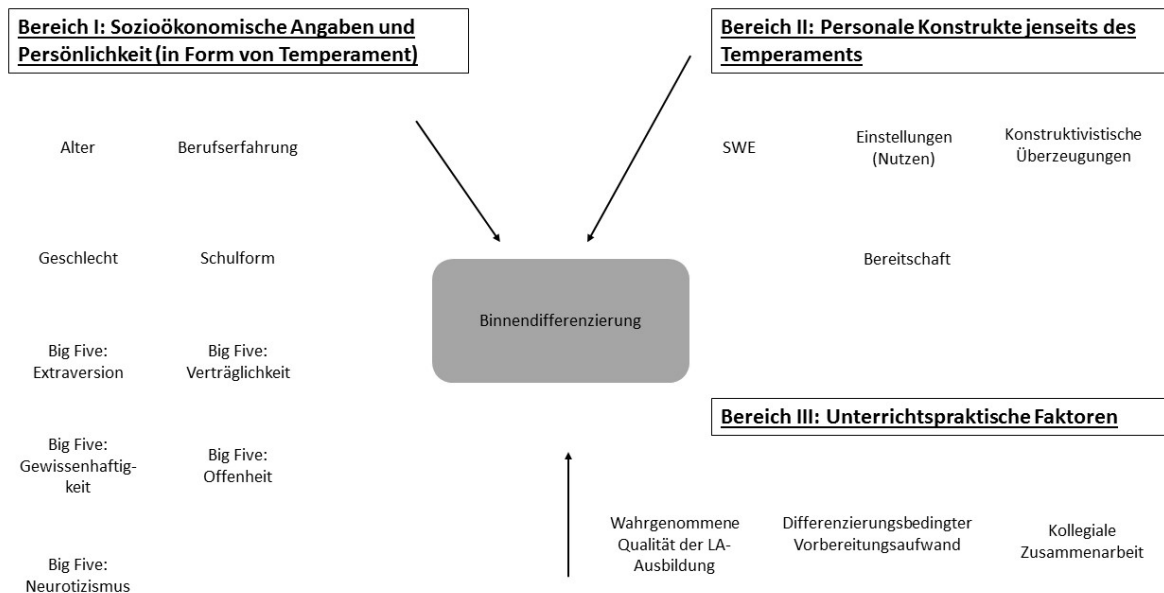 Bereich I: Sozioökonomische Angaben und
Persönlichkeit (in Form von Temperament)
Alter
Berufserfahrung
Geschlecht
Schulform
Big Five:
Extraversion
Big Five:
Verträglichkeit
Big Five:
Gewissenhaftig-
keit
Big Five:
Offenheit
Big Five:
Neurotizismus
Binnendifferenzierung
Bereich II: Personale Konstrukte jenseits des
Temperaments
SWE
Einstellungen
(Nutzen)
Konstruktivistische
Überzeugungen
Bereitschaft
Bereich III: Unterrichtspraktische Faktoren
Wahrgenommene
Qualität der LA-
Ausbildung
Differenzierungsbedingter
Vorbereitungsaufwand
Kollegiale
Zusammenarbeit